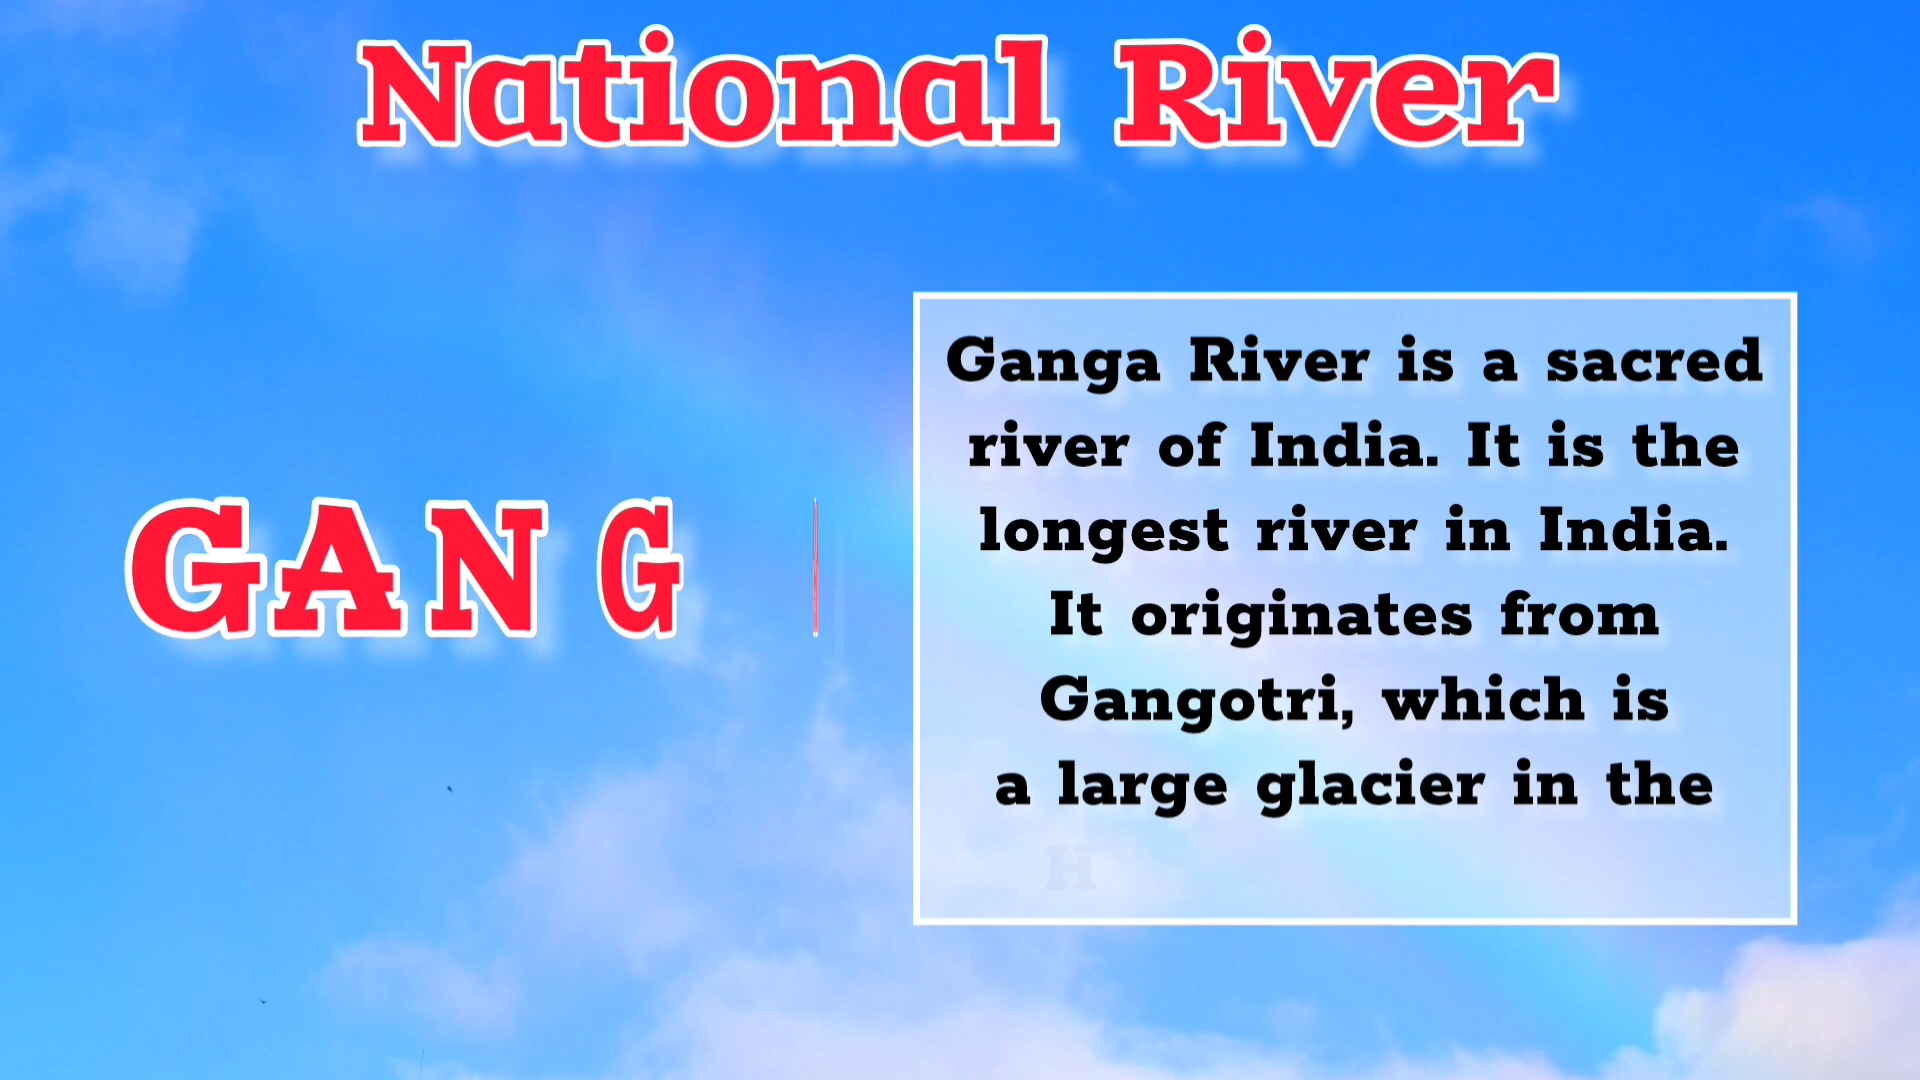 National River
GANG
Ganga River is a sacred
river of India. It is the
longest river in India.
It originates from
Gangotri, which is
a large glacier in the
H